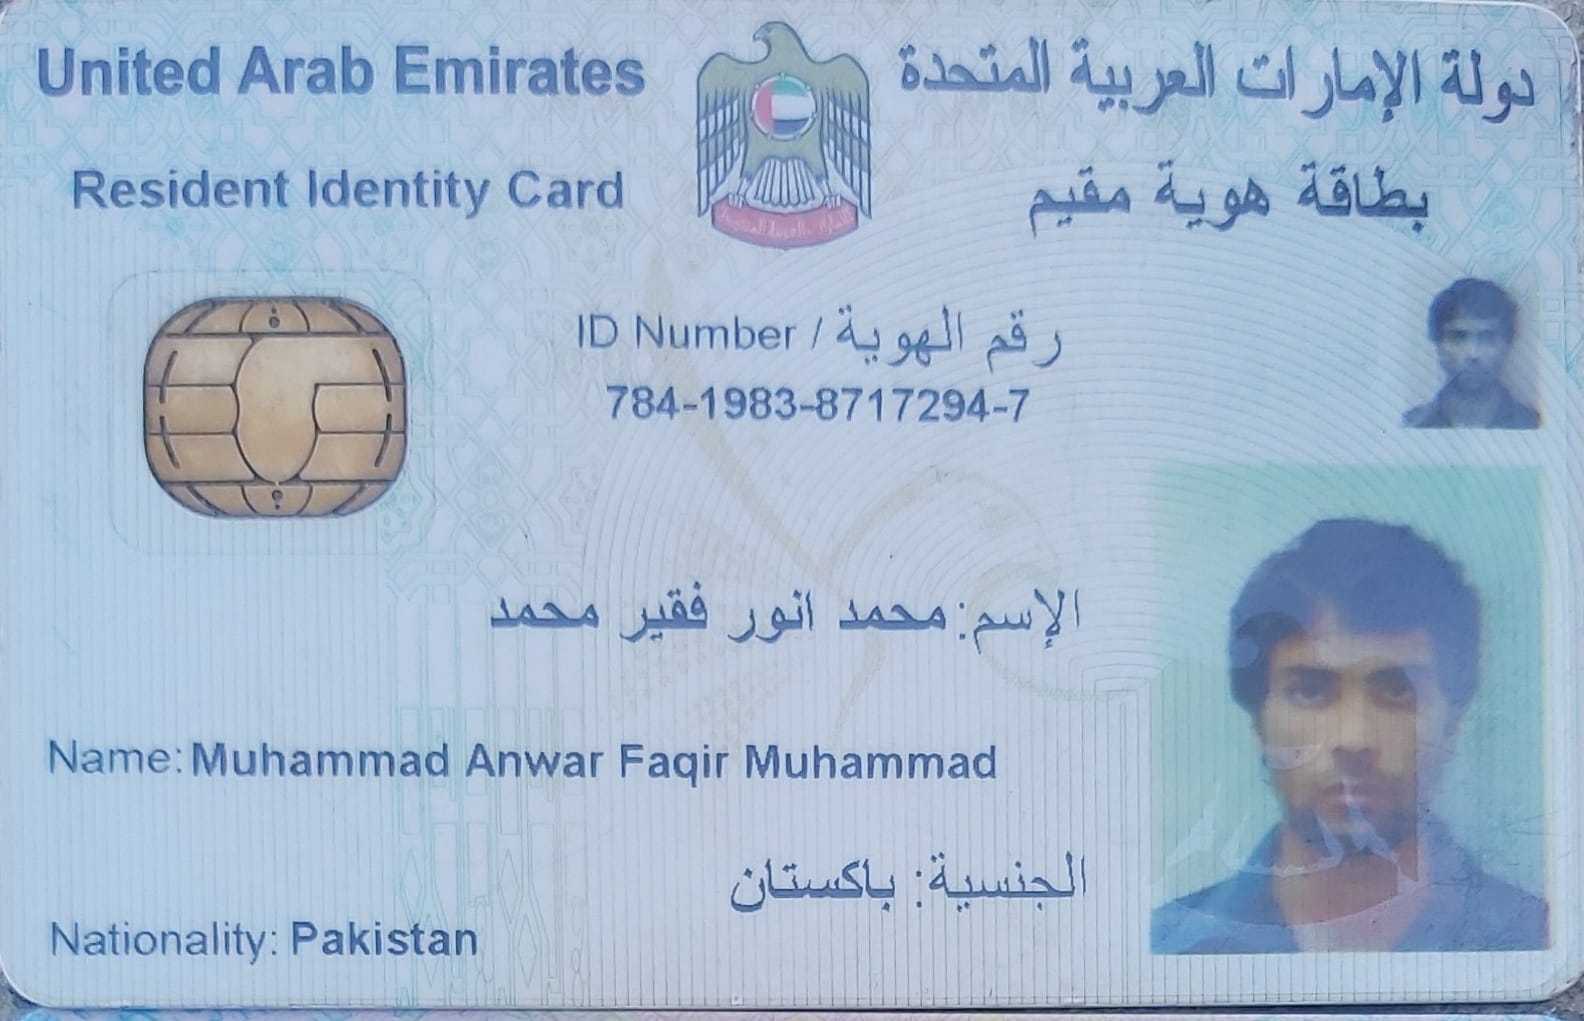 United Arab Emirates
دولة الإمارات العربية المتحدة
Resident Identity Card
بطاقة هوية مقيم
ID Number / رقم الهوية
784-1983-8717294-7
الإسم: محمد انور فقير محمد
Name: Muhammad Anwar Faqir Muhammad
الجنسية: باكستان
Nationality: Pakistan